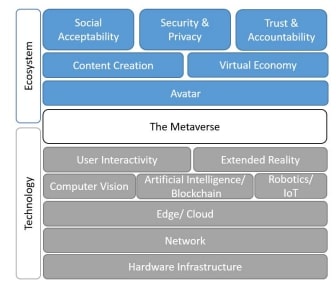 Ecosystem
Social
Acceptability
Security &
Privacy
Trust &
Accountability
Content Creation
Virtual Economy
Avatar
The Metaverse
Technology
User Interactivity
Extended Reality
Computer Vision
Artificial Intelligence/
Blockchain
Robotics/
IoT
Edge/ Cloud
Network
Hardware Infrastructure